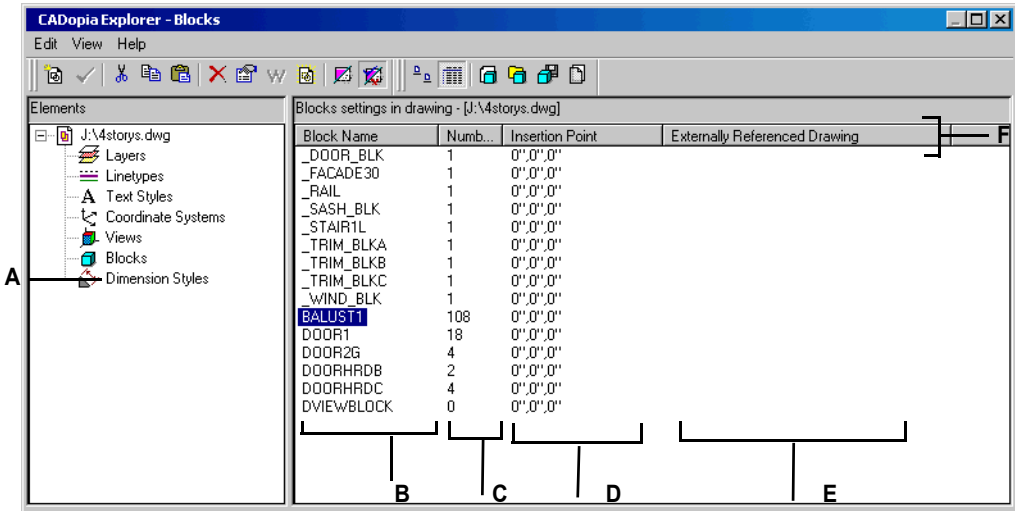 CADopia Explorer - Blocks
Edit View Help
Elements
Blocks settings in drawing - [J:\4storys.dwg]
J:\4storys.dwg
Layers
Linetypes
A Text Styles
Coordinate Systems
Views
Blocks
Dimension Styles
A
Block Name Numb... Insertion Point Externally Referenced Drawing
F
_DOOR_BLK 1 0",0",0"
_FACADE30 1 0",0",0"
_RAIL 1 0",0",0"
_SASH_BLK 1 0",0",0"
_STAIR1L 1 0",0",0"
_TRIM_BLKA 1 0",0",0"
_TRIM_BLKB 1 0",0",0"
_TRIM_BLKC 1 0",0",0"
_WIND_BLK 1 0",0",0"
BALUST1 108 0",0",0"
DOOR1 18 0",0",0"
DOOR2G 4 0",0",0"
DOORHRDB 2 0",0",0"
DOORHRDC 4 0",0",0"
DVIEWBLOCK 0 0",0",0"
B C D E